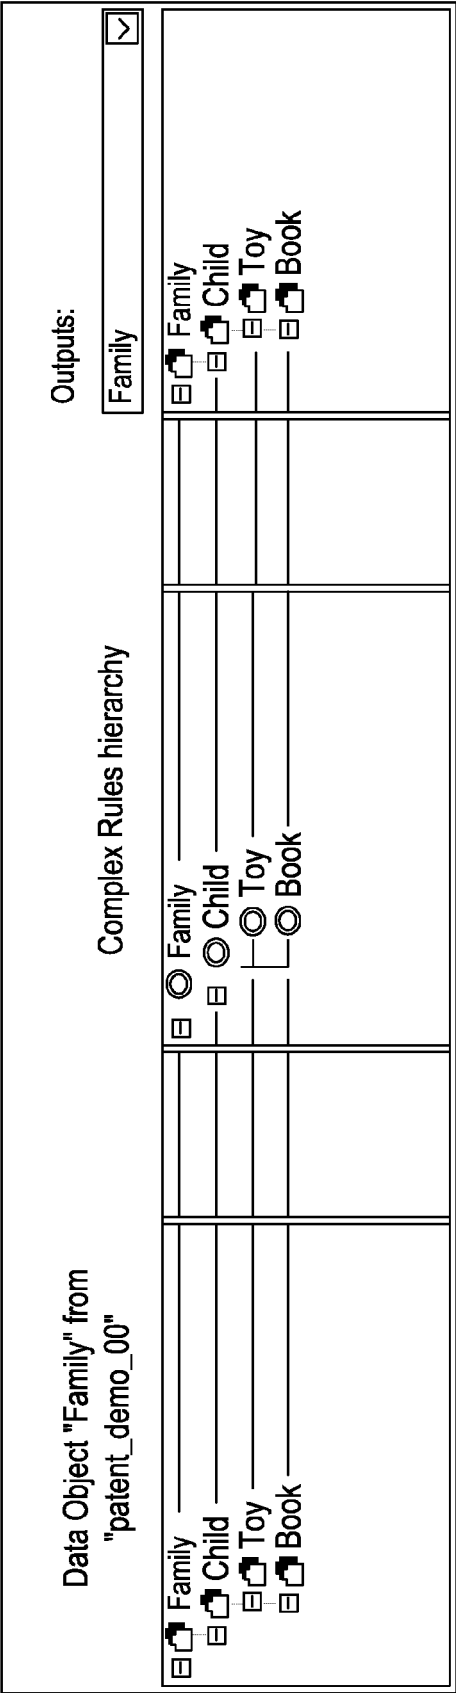 Data Object "Family" from
"patent_demo_00"
Complex Rules hierarchy
Outputs:
Family
Family
Child
Toy
Book
Family
Child
Toy
Book
Family
Child
Toy
Book